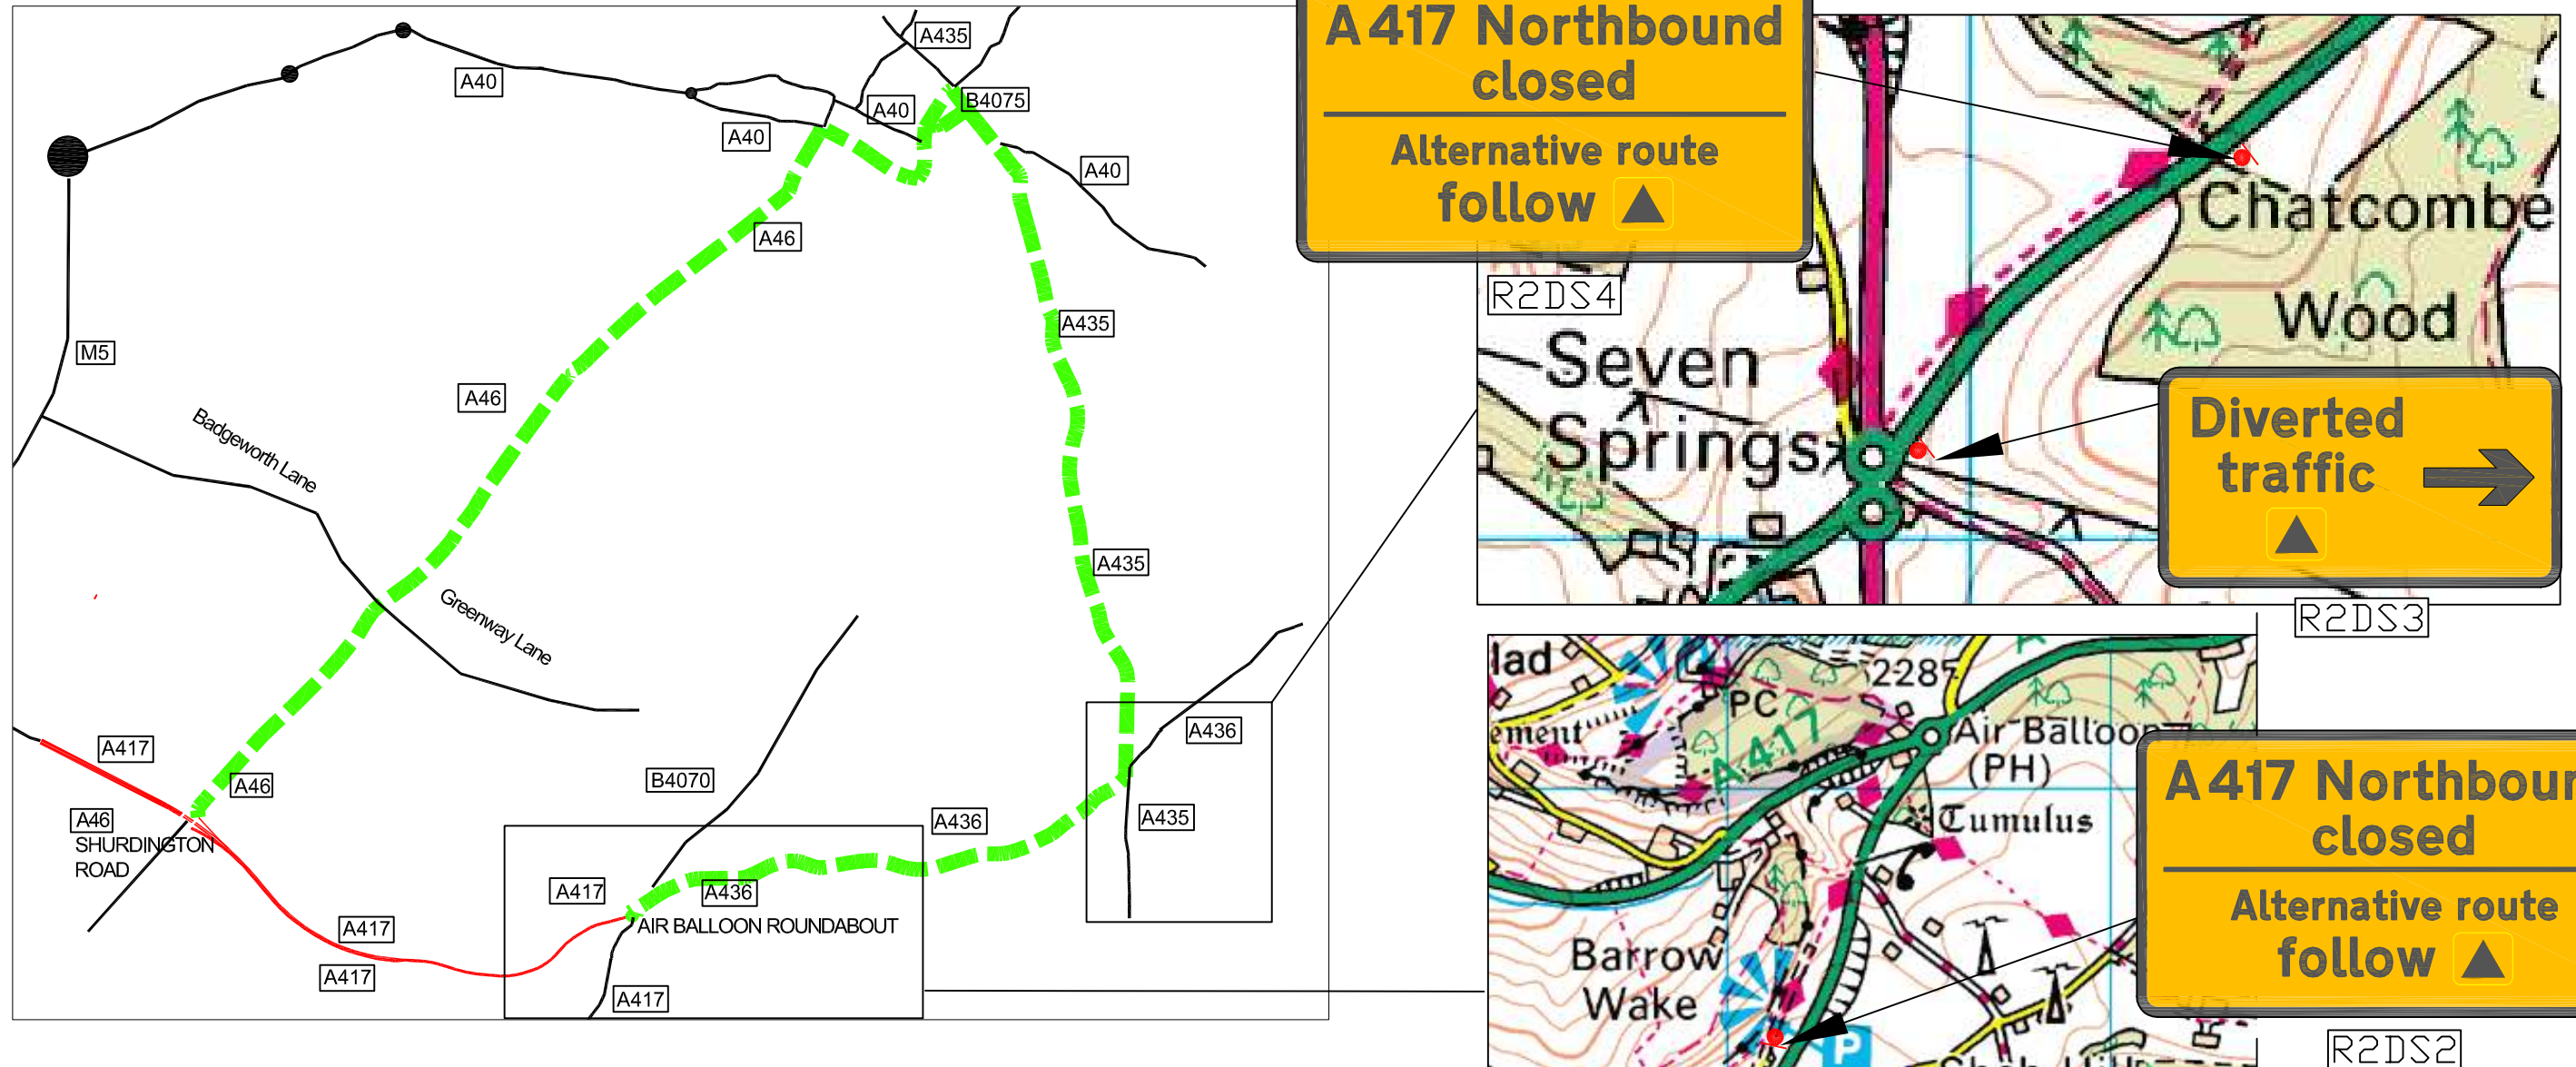 A435
A40
B4075
A40
A40
A40
A46
A435
M5
A46
Badgeworth Lane
A435
Greenway Lane
A417
A46
A46
SHURDINGTON
ROAD
B4070
A436
A436
A435
A417
A436
AIR BALLOON ROUNDABOUT
A417
A417
A417
A417 Northbound
closed
Alternative route
follow
R2DS4
Chatcombe
Wood
Seven
Springs
Diverted
traffic
R2DS3
lad
ement
PC
A417
2285
Air Balloon
(PH)
Tumulus
Barrow
Wake
P
A417 Northboun
closed
Alternative route
follow
R2DS2